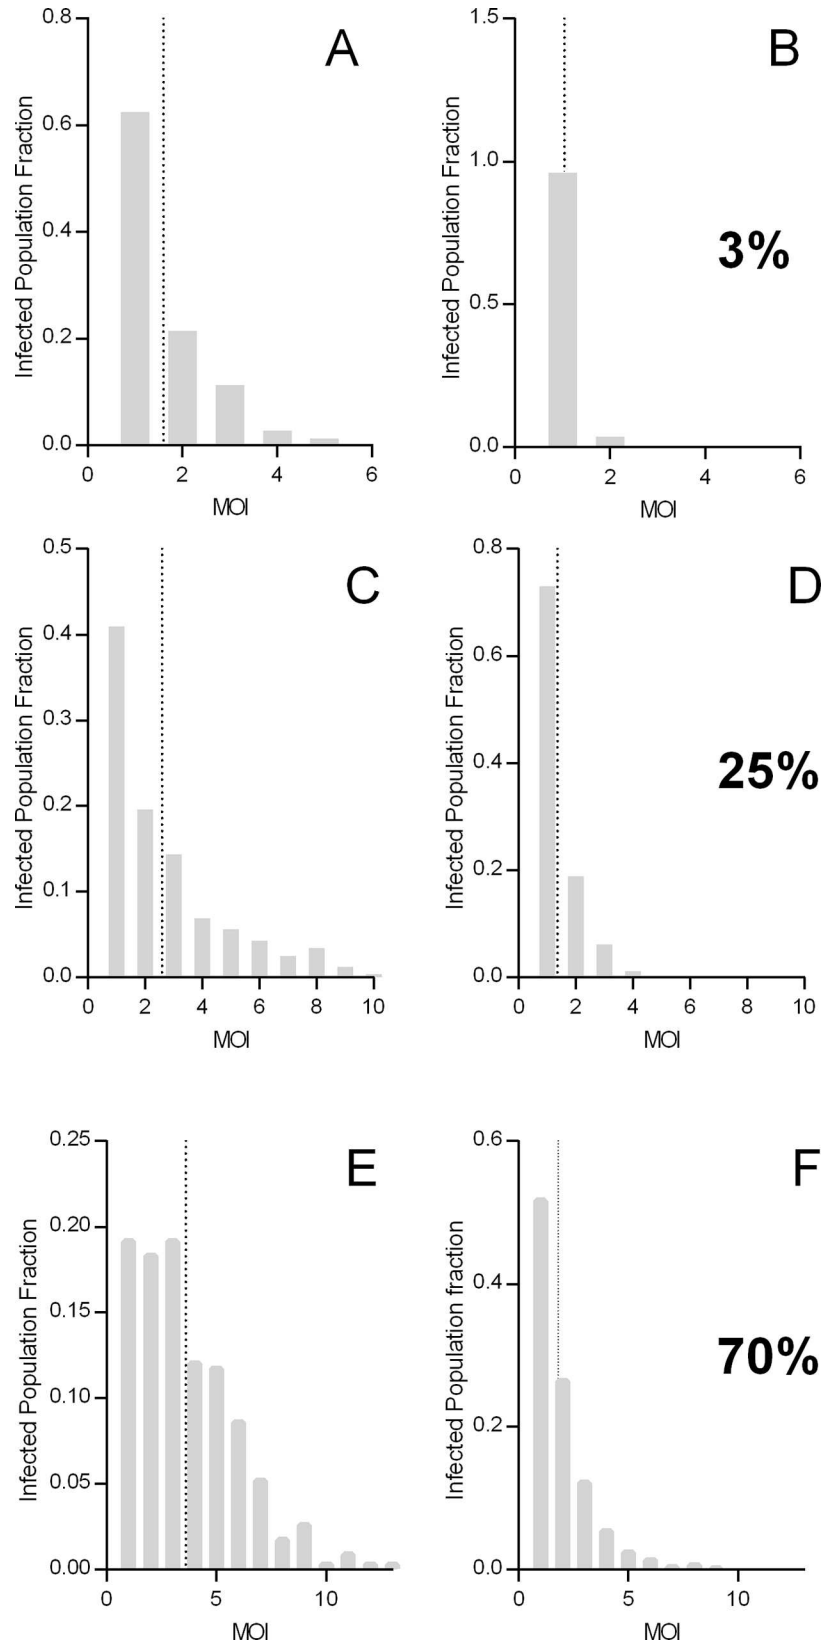 A
Infected Population Fraction
0.8
0.6
0.4
0.2
0.0
0 2 4 6
MOI
B
Infected Population Fraction
1.5
1.0
0.5
0.0
0 2 4 6
MOI
3%
C
Infected Population Fraction
0.5
0.4
0.3
0.2
0.1
0.0
0 2 4 6 8 10
MOI
D
Infected Population Fraction
0.8
0.6
0.4
0.2
0.0
0 2 4 6 8 10
MOI
25%
E
Infected Population Fraction
0.25
0.20
0.15
0.10
0.05
0.00
0 5 10
MOI
F
Infected Population fraction
0.6
0.4
0.2
0.0
0 5 10
MOI
70%